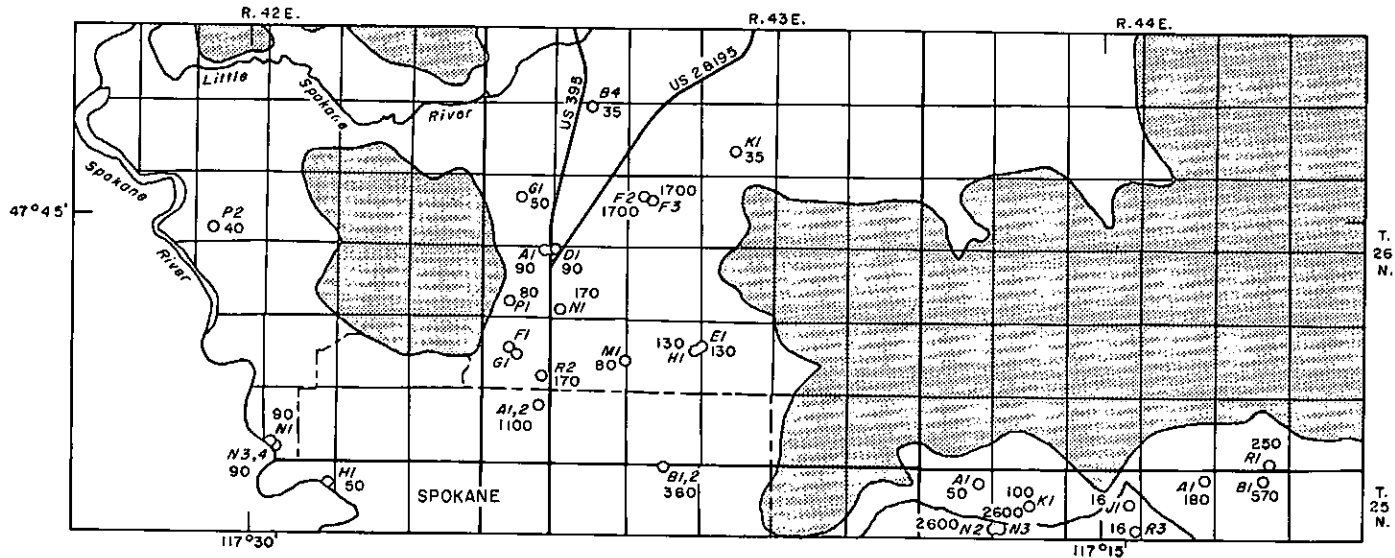 R. 42 E.
R. 43 E.
R. 44 E.
Little
Spokane
River
US 395
US 2 & 195
B4
35
K1
35
Spokane
River
47°45'
P2
40
G1
50
F2
1700
1700
F3
A1
90
D1
90
T.
26
N.
80
P1
170
N1
F1
G1
M1
80
130
H1
E1
130
R2
170
A1,2
1100
90
N1
N3,4
90
H1
50
SPOKANE
B1,2
360
250
R1
A1
50
100
K1
2600
2600
N2
N3
16
J1
16
R3
A1
180
B1
570
T.
25
N.
117°30'
117°15'